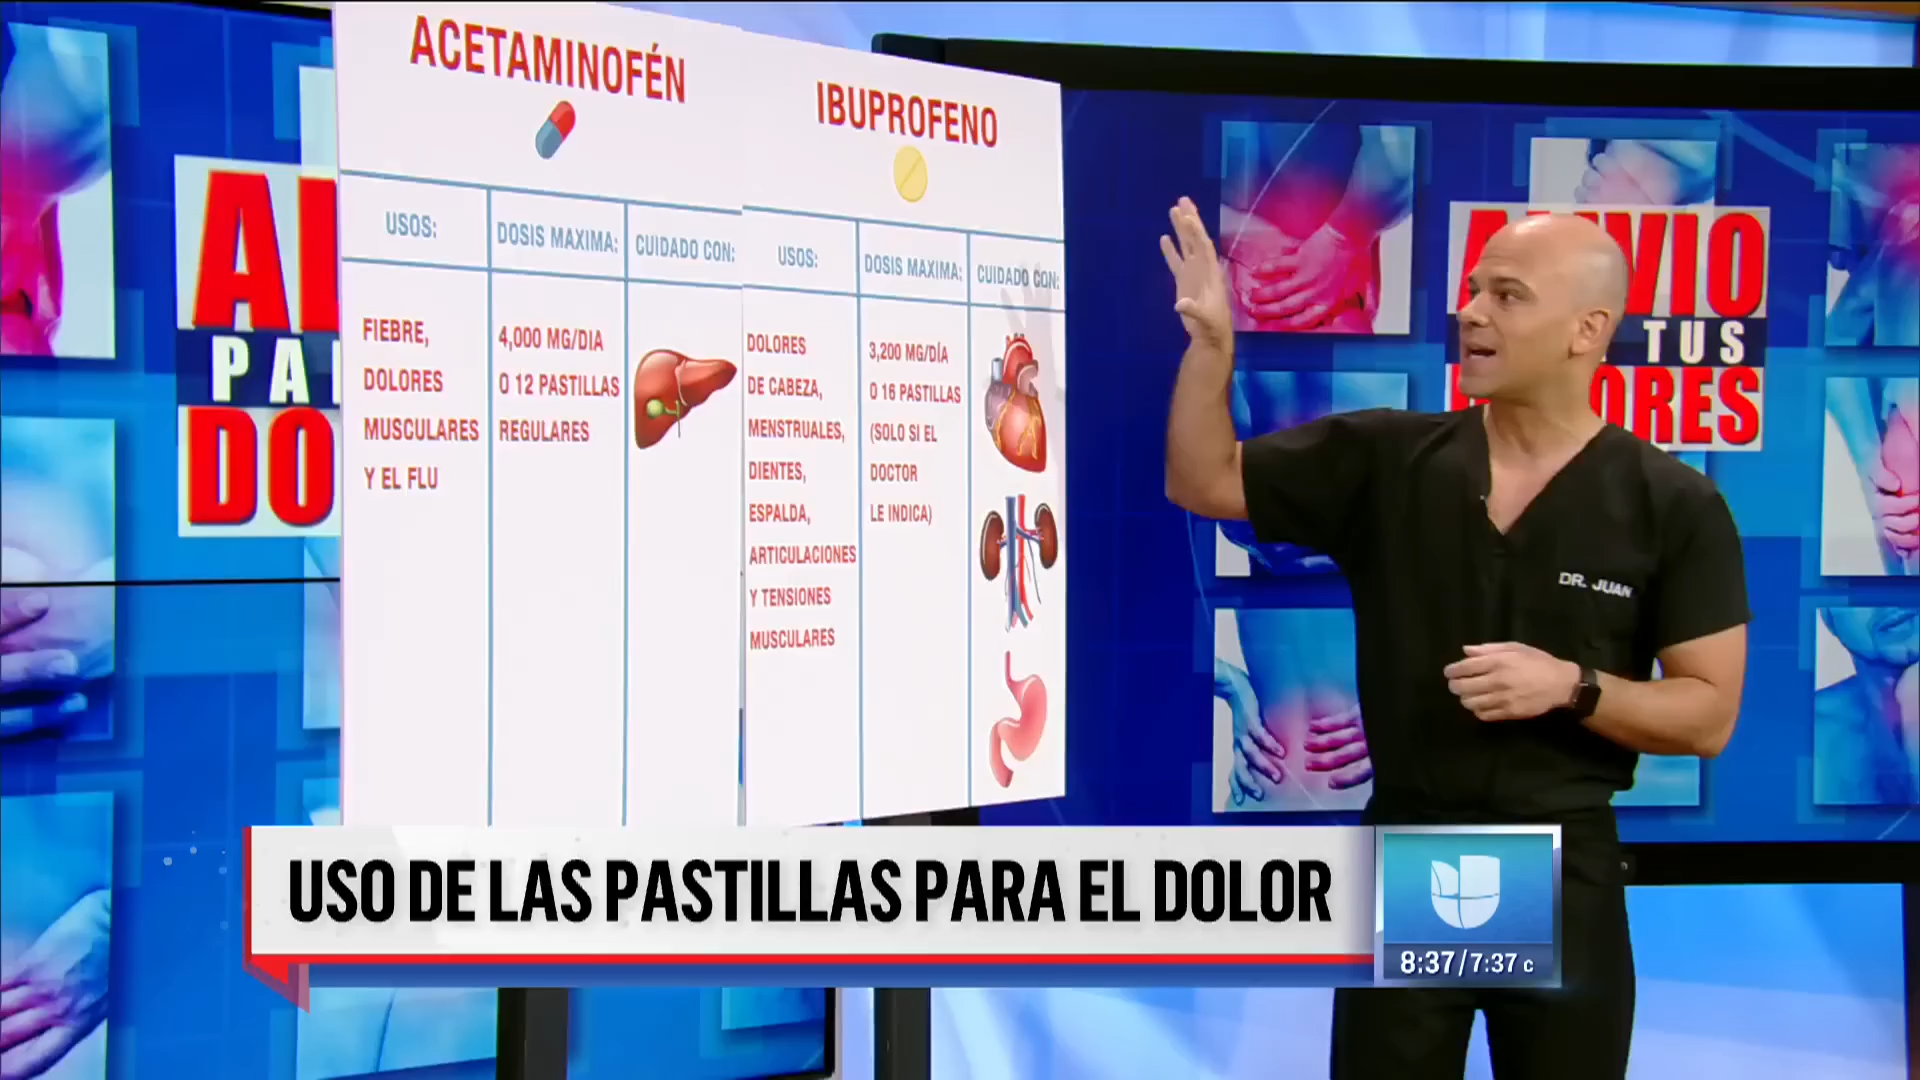 ACETAMINOFÉN
USOS:
DOSIS MAXIMA:
CUIDADO CON:
FIEBRE,
DOLORES
MUSCULARES
Y EL FLU
4,000 MG/DIA
O 12 PASTILLAS
REGULARES
IBUPROFENO
USOS:
DOSIS MAXIMA:
CUIDADO CON:
DOLORES
DE CABEZA,
MENSTRUALES,
DIENTES,
ESPALDA,
ARTICULACIONES
Y TENSIONES
MUSCULARES
3,200 MG/DÍA
O 16 PASTILLAS
(SOLO SI EL
DOCTOR
LE INDICA)
TUS
DR. JUAN
USO DE LAS PASTILLAS PARA EL DOLOR
8:37/7:37 c